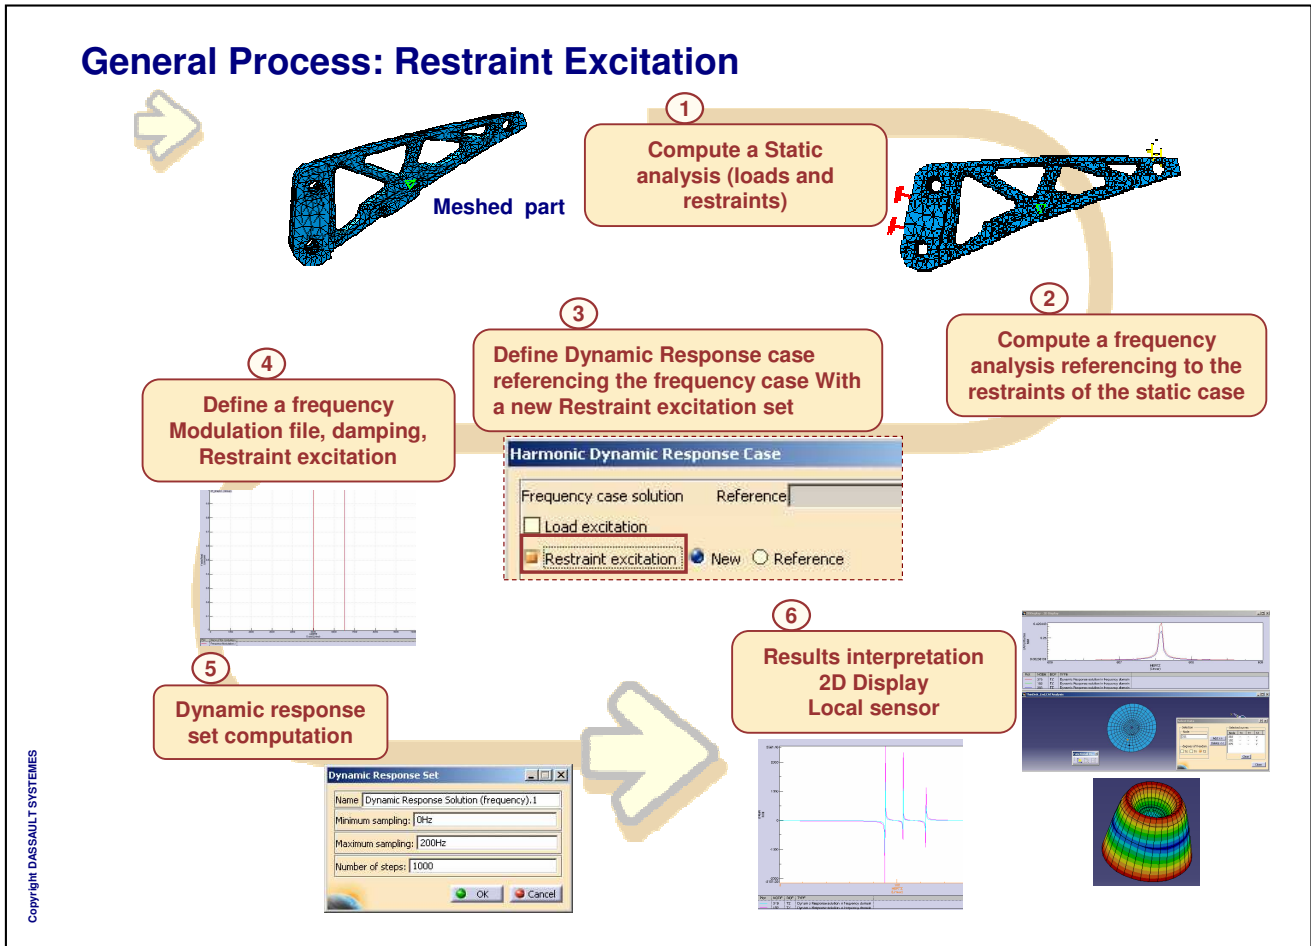 General Process: Restraint Excitation
1
Compute a Static
analysis (loads and
restraints)
Meshed part
2
Compute a frequency
analysis referencing to the
restraints of the static case
3
Define Dynamic Response case
referencing the frequency case With
a new Restraint excitation set
Harmonic Dynamic Response Case
Frequency case solution Reference
Load excitation
Restraint excitation New Reference
4
Define a frequency
Modulation file, damping,
Restraint excitation
5
Dynamic response
set computation
Dynamic Response Set
Name Dynamic Response Solution (frequency).1
Minimum sampling: 0Hz
Maximum sampling: 200Hz
Number of steps: 1000
OK Cancel
6
Results interpretation
2D Display
Local sensor
Copyright DASSAULT SYSTEMES